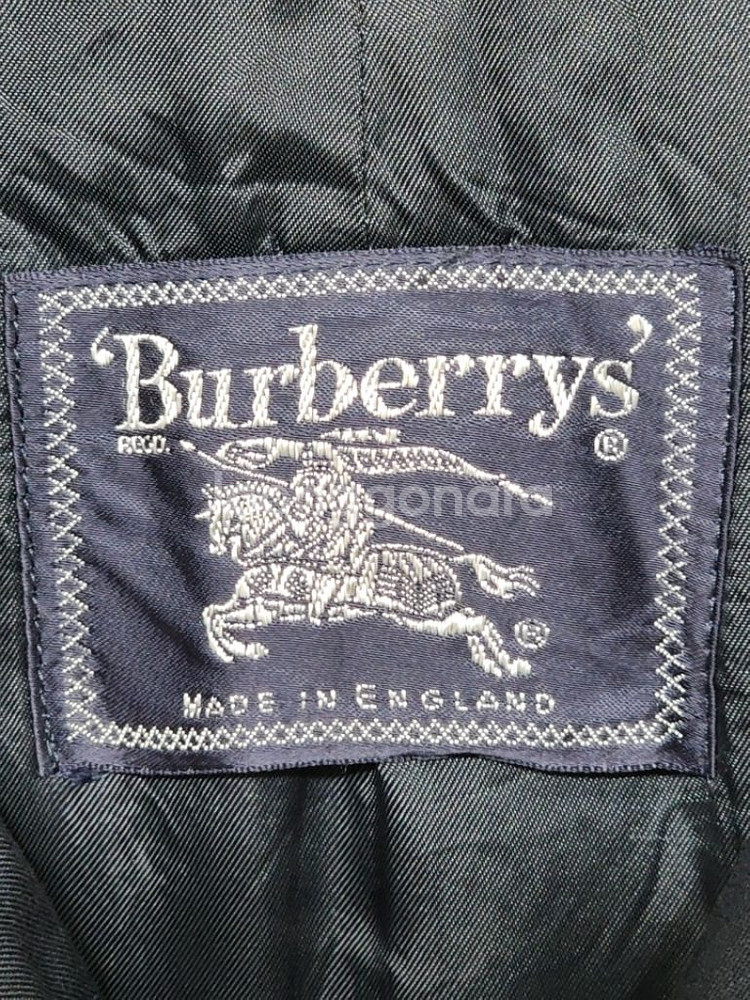 'Burberrys'
REGD. ®
®
MADE IN ENGLAND